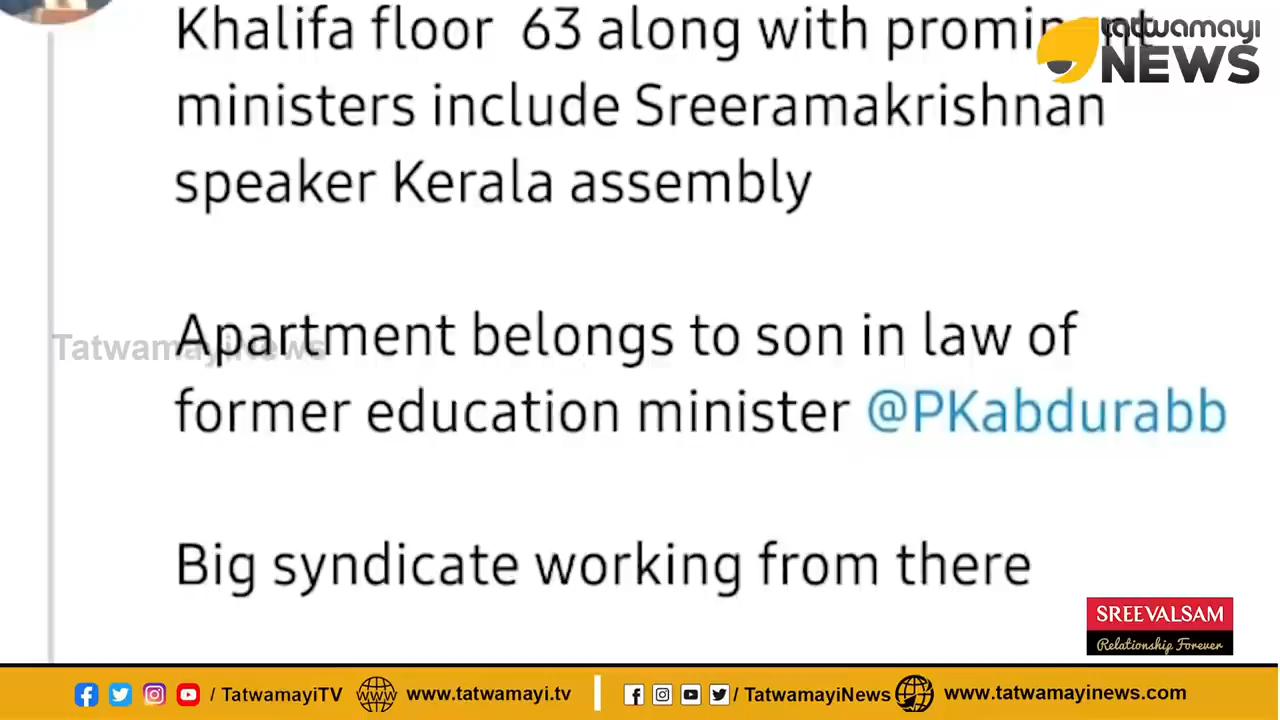 Khalifa floor 63 along with prominent
tatwamayi
NEWS
ministers include Sreeramakrishnan
speaker Kerala assembly
Apartment belongs to son in law of
TatwamayiNews
former education minister @PKabdurabb
Big syndicate working from there
SREEVALSAM
Relationship Forever
/ TatwamayiTV www.tatwamayi.tv / TatwamayiNews www.tatwamayinews.com